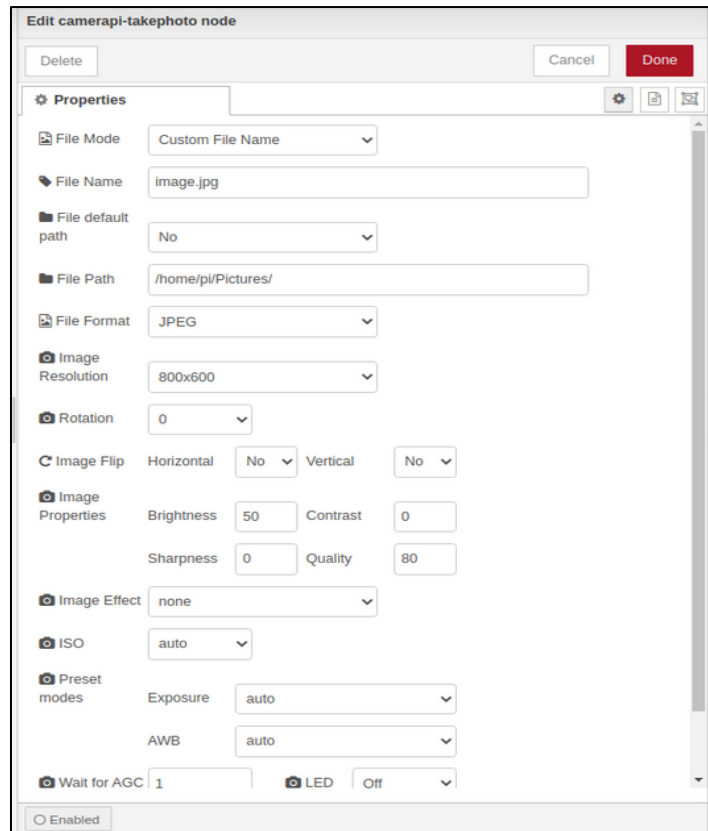 Edit camerapi-takephoto node
Delete
Cancel
Done
Properties
File Mode
Custom File Name
File Name
image.jpg
File default
path
No
File Path
/home/pi/Pictures/
File Format
JPEG
Image
Resolution
800x600
Rotation
0
Image Flip
Horizontal
No
Vertical
No
Image
Properties
Brightness
50
Contrast
0
Sharpness
0
Quality
80
Image Effect
none
ISO
auto
Preset
modes
Exposure
auto
AWB
auto
Wait for AGC
1
LED
Off
Enabled